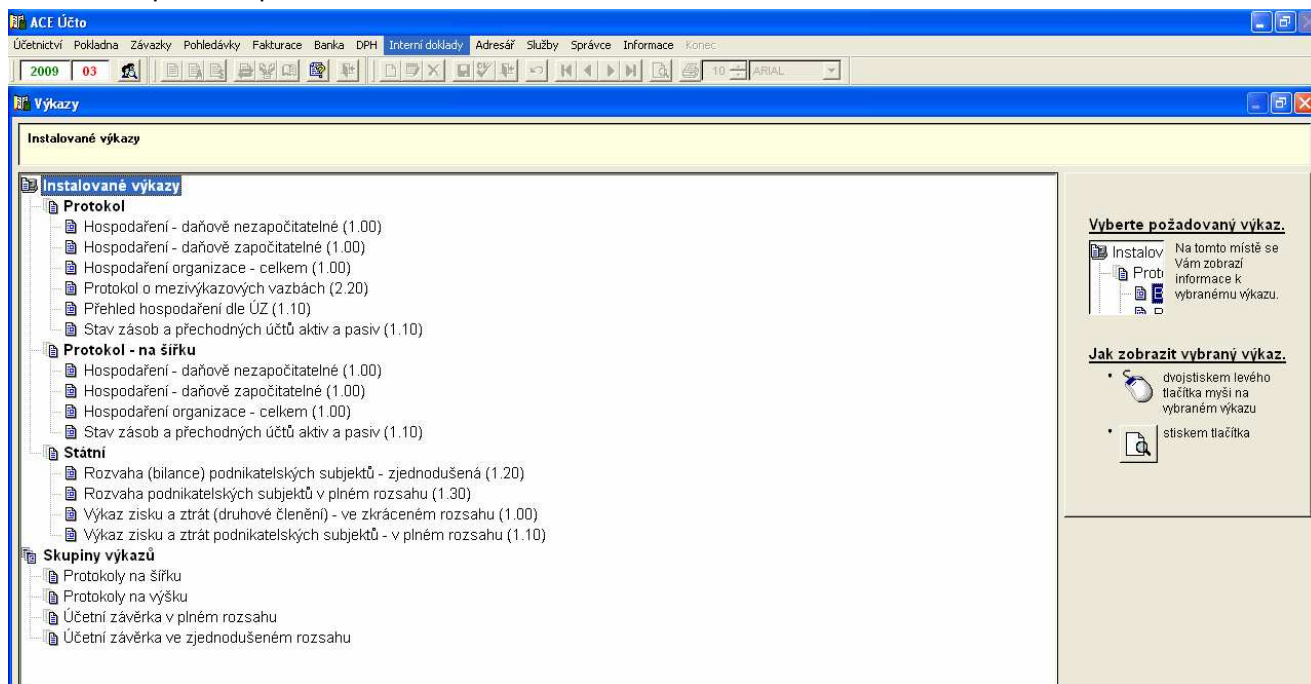 ACE Účto
Účetnictví Pokladna Závazky Pohledávky Fakturace Banka DPH Interní doklady Adresář Služby Správce Informace Konec
2009 03 10 ARIAL
Výkazy
Instalované výkazy
Instalované výkazy
Protokol
Hospodaření - daňově nezapočitatelné (1.00)
Hospodaření - daňově započitatelné (1.00)
Hospodaření organizace - celkem (1.00)
Protokol o mezivýkazových vazbách (2.20)
Přehled hospodaření dle ÚZ (1.10)
Stav zásob a přechodných účtů aktiv a pasiv (1.10)
Protokol - na šířku
Hospodaření - daňově nezapočitatelné (1.00)
Hospodaření - daňově započitatelné (1.00)
Hospodaření organizace - celkem (1.00)
Stav zásob a přechodných účtů aktiv a pasiv (1.10)
Státní
Rozvaha (bilance) podnikatelských subjektů - zjednodušená (1.20)
Rozvaha podnikatelských subjektů v plném rozsahu (1.30)
Výkaz zisku a ztrát (druhové členění) - ve zkráceném rozsahu (1.00)
Výkaz zisku a ztrát podnikatelských subjektů - v plném rozsahu (1.10)
Skupiny výkazů
Protokoly na šířku
Protokoly na výšku
Účetní závěrka v plném rozsahu
Účetní závěrka ve zjednodušeném rozsahu
Vyberte požadovaný výkaz.
Instalov
Prot
Na tomto místě se
Vám zobrazí
informace k
vybranému výkazu.
Jak zobrazit vybraný výkaz.
dvojstiskem levého
tlačítka myši na
vybraném výkazu
stiskem tlačítka